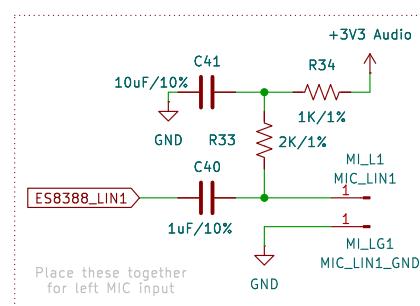 +3V3 Audio
C41
R34
10uF/10%
1K/1%
GND
R33
2K/1%
MI_L1
C40
MIC_LIN1
1
ES8388_LIN1
1uF/10%
1
MI_LG1
MIC_LIN1_GND
Place these together
for left MIC input
GND